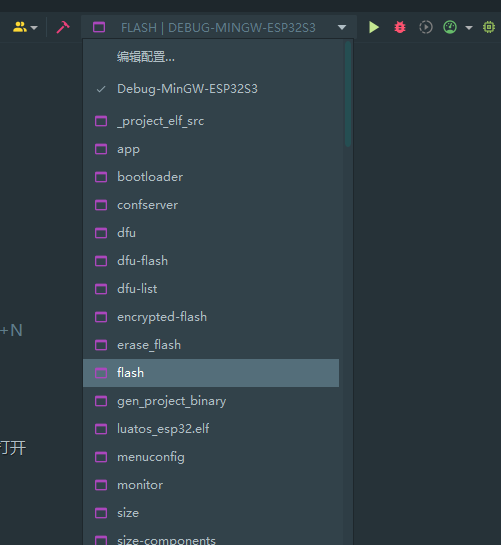 FLASH | DEBUG-MINGW-ESP32S3
编辑配置...
Debug-MinGW-ESP32S3
_project_elf_src
app
bootloader
confserver
dfu
dfu-flash
dfu-list
encrypted-flash
+N
erase_flash
flash
gen_project_binary
luatos_esp32.elf
打开
menuconfig
monitor
size
size-components